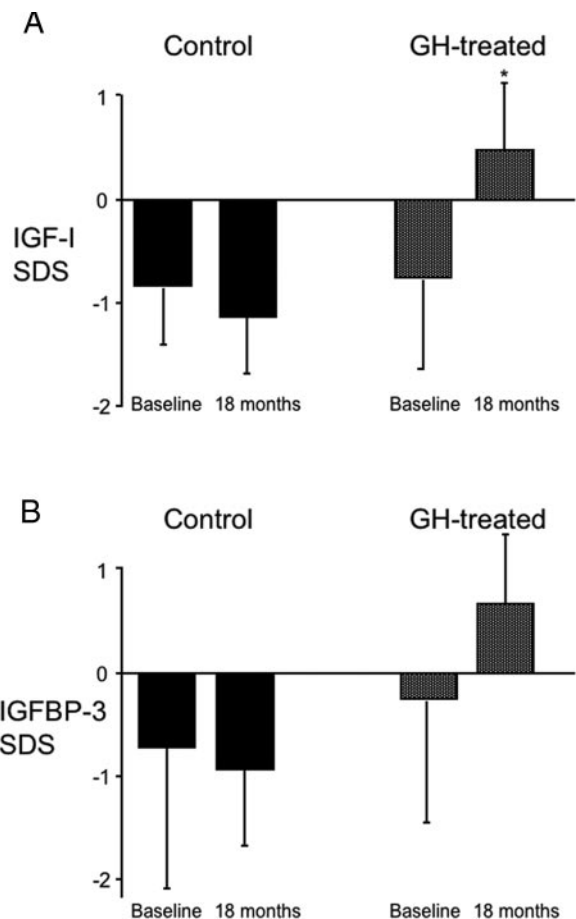 A
Control GH-treated
*
1
0
IGF-I
SDS
-1
-2
Baseline 18 months Baseline 18 months
B
Control GH-treated
1
0
IGFBP-3
SDS
-1
-2
Baseline 18 months Baseline 18 months